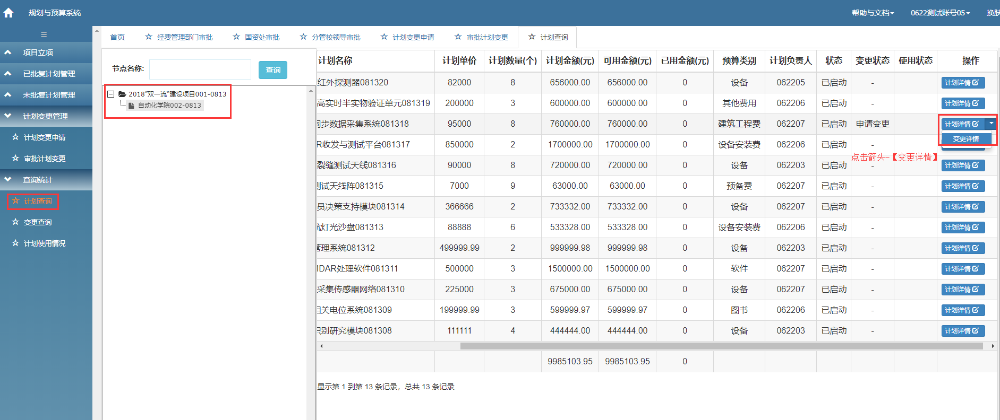 规划与预算系统 帮助与文档 0622测试账号05 换肤
首页 经费管理部门审批 国资处审批 分管校领导审批 计划变更申请 审批计划变更 计划查询
项目立项
已批复计划管理
未批复计划管理
计划变更管理
计划变更申请
审批计划变更
查询统计
计划查询
变更查询
计划使用情况
节点名称: 查询
2018"双一流"建设项目001-0813
自动化学院002-0813
计划名称 计划单价 计划数量(个) 计划金额(元) 可用金额(元) 已用金额(元) 预算类别 计划负责人 状态 变更状态 使用状态 操作
红外探测器081320 82000 8 656000.00 656000.00 0 设备 062205 已启动 - 计划详情
高实时半实物验证单元081319 200000 3 600000.00 600000.00 0 其他费用 062206 已启动 - 计划详情
同步数据采集系统081318 95000 8 760000.00 760000.00 0 建筑工程费 062207 已启动 申请变更 计划详情
变更详情
R收发与测试平台081317 850000 2 1700000.00 1700000.00 0 设备安装费 062206 已启动 -
点击箭头-【变更详情】
裂缝测试天线081316 90000 8 720000.00 720000.00 0 设备 062203 已启动 - 计划详情
测试天线阵081315 7000 9 63000.00 63000.00 0 预备费 062207 已启动 - 计划详情
员决策支持模块081314 366666 2 733332.00 733332.00 0 设备 062207 已启动 - 计划详情
航灯光沙盘081313 88888 6 533328.00 533328.00 0 设备安装费 062206 已启动 - 计划详情
管理系统081312 499999.99 2 999999.98 999999.98 0 设备 062203 已启动 - 计划详情
IDAR处理软件081311 500000 3 1500000.00 1500000.00 0 软件 062207 已启动 - 计划详情
采集传感器网络081310 225000 3 675000.00 675000.00 0 设备 062207 已启动 - 计划详情
相关电位系统081309 199999.99 3 599999.97 599999.97 0 图书 062206 已启动 - 计划详情
识别研究模块081308 111111 4 444444.00 444444.00 0 设备 062203 已启动 - 计划详情
9985103.95 9985103.95 0
显示第 1 到第 13 条记录，总共 13 条记录